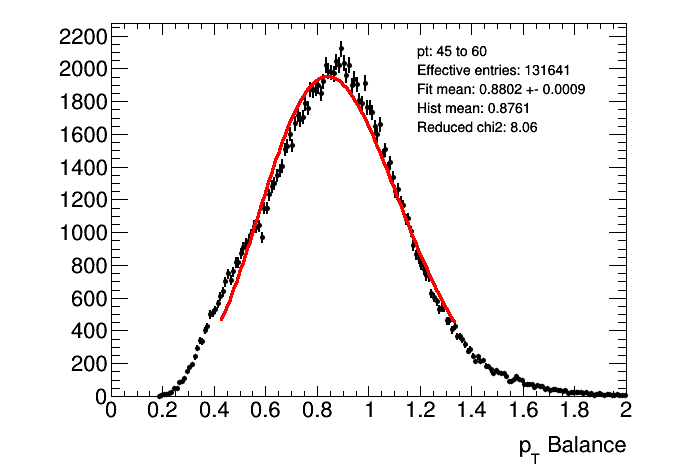 2200
2000
1800
1600
1400
1200
1000
800
600
400
200
0
pt: 45 to 60
Effective entries: 131641
Fit mean: 0.8802 +- 0.0009
Hist mean: 0.8761
Reduced chi2: 8.06
0 0.2 0.4 0.6 0.8 1 1.2 1.4 1.6 1.8 2
p_T Balance